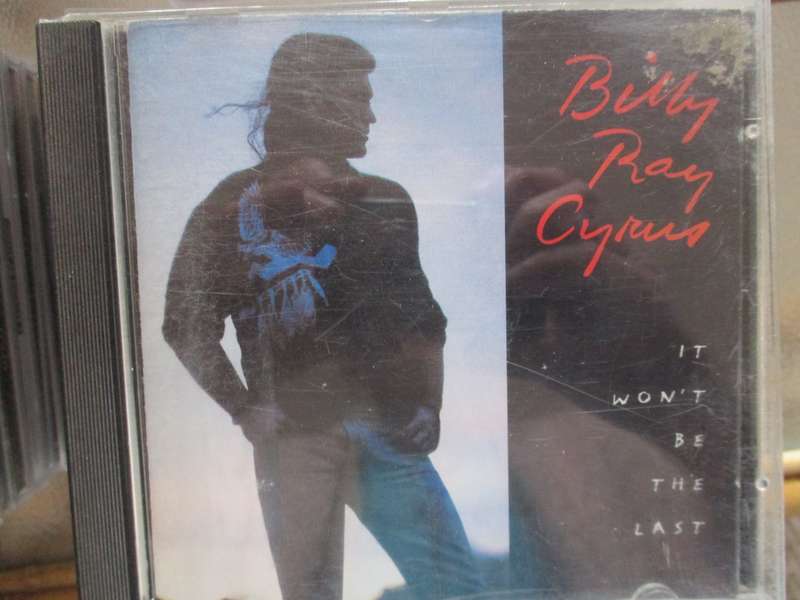 Billy
Ray
Cyrus
IT
WON'T
BE
THE
LAST